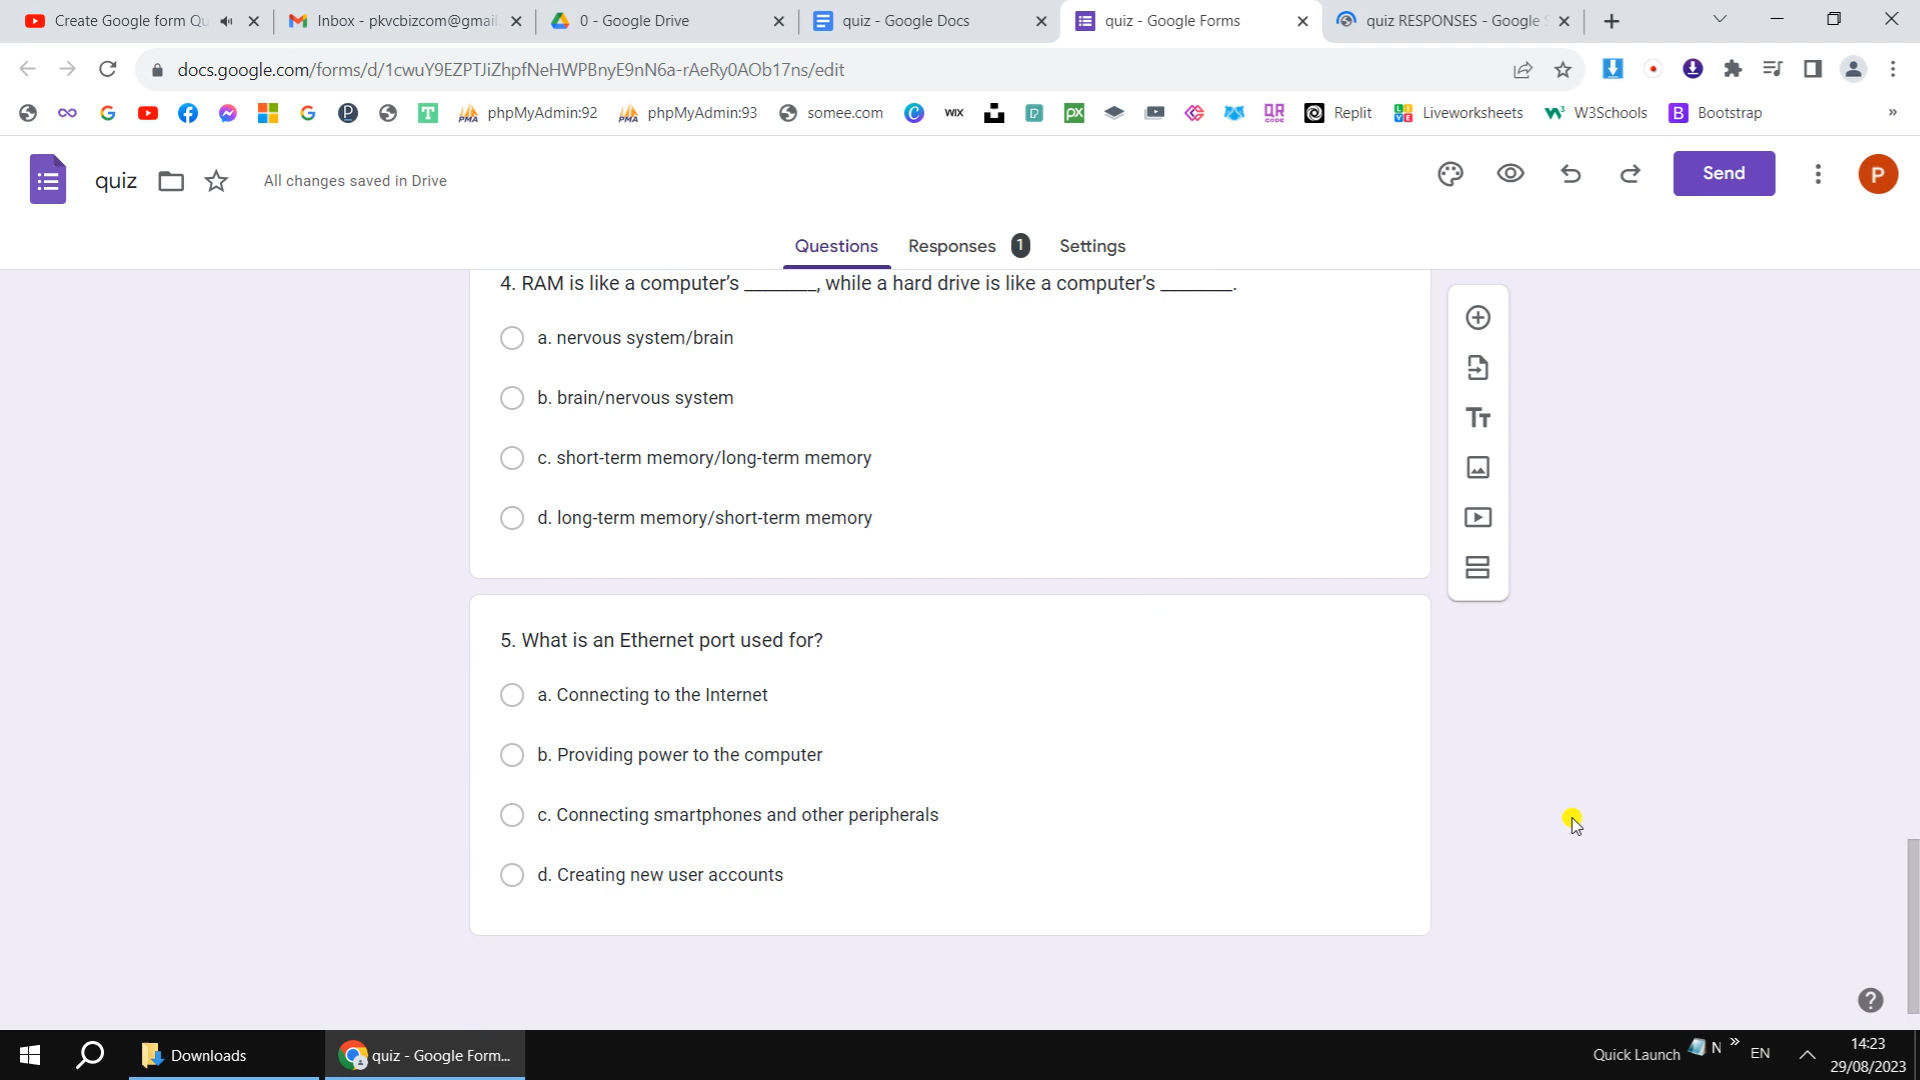 Create Google form Qu
Inbox - pkvcbizcom@gmail
0 - Google Drive
quiz - Google Docs
quiz - Google Forms
quiz RESPONSES - Google S
docs.google.com/forms/d/1cwuY9EZPTJiZhpfNeHWPBnyE9nN6a-rAeRy0AOb17ns/edit
phpMyAdmin:92
phpMyAdmin:93
somee.com
WIX
Replit
Liveworksheets
W3Schools
Bootstrap
quiz
All changes saved in Drive
Send
P
Questions
Responses 1
Settings
4. RAM is like a computer’s ________, while a hard drive is like a computer’s ________.
a. nervous system/brain
b. brain/nervous system
c. short-term memory/long-term memory
d. long-term memory/short-term memory
5. What is an Ethernet port used for?
a. Connecting to the Internet
b. Providing power to the computer
c. Connecting smartphones and other peripherals
d. Creating new user accounts
Downloads
quiz - Google Form...
Quick Launch
N
EN
14:23
29/08/2023